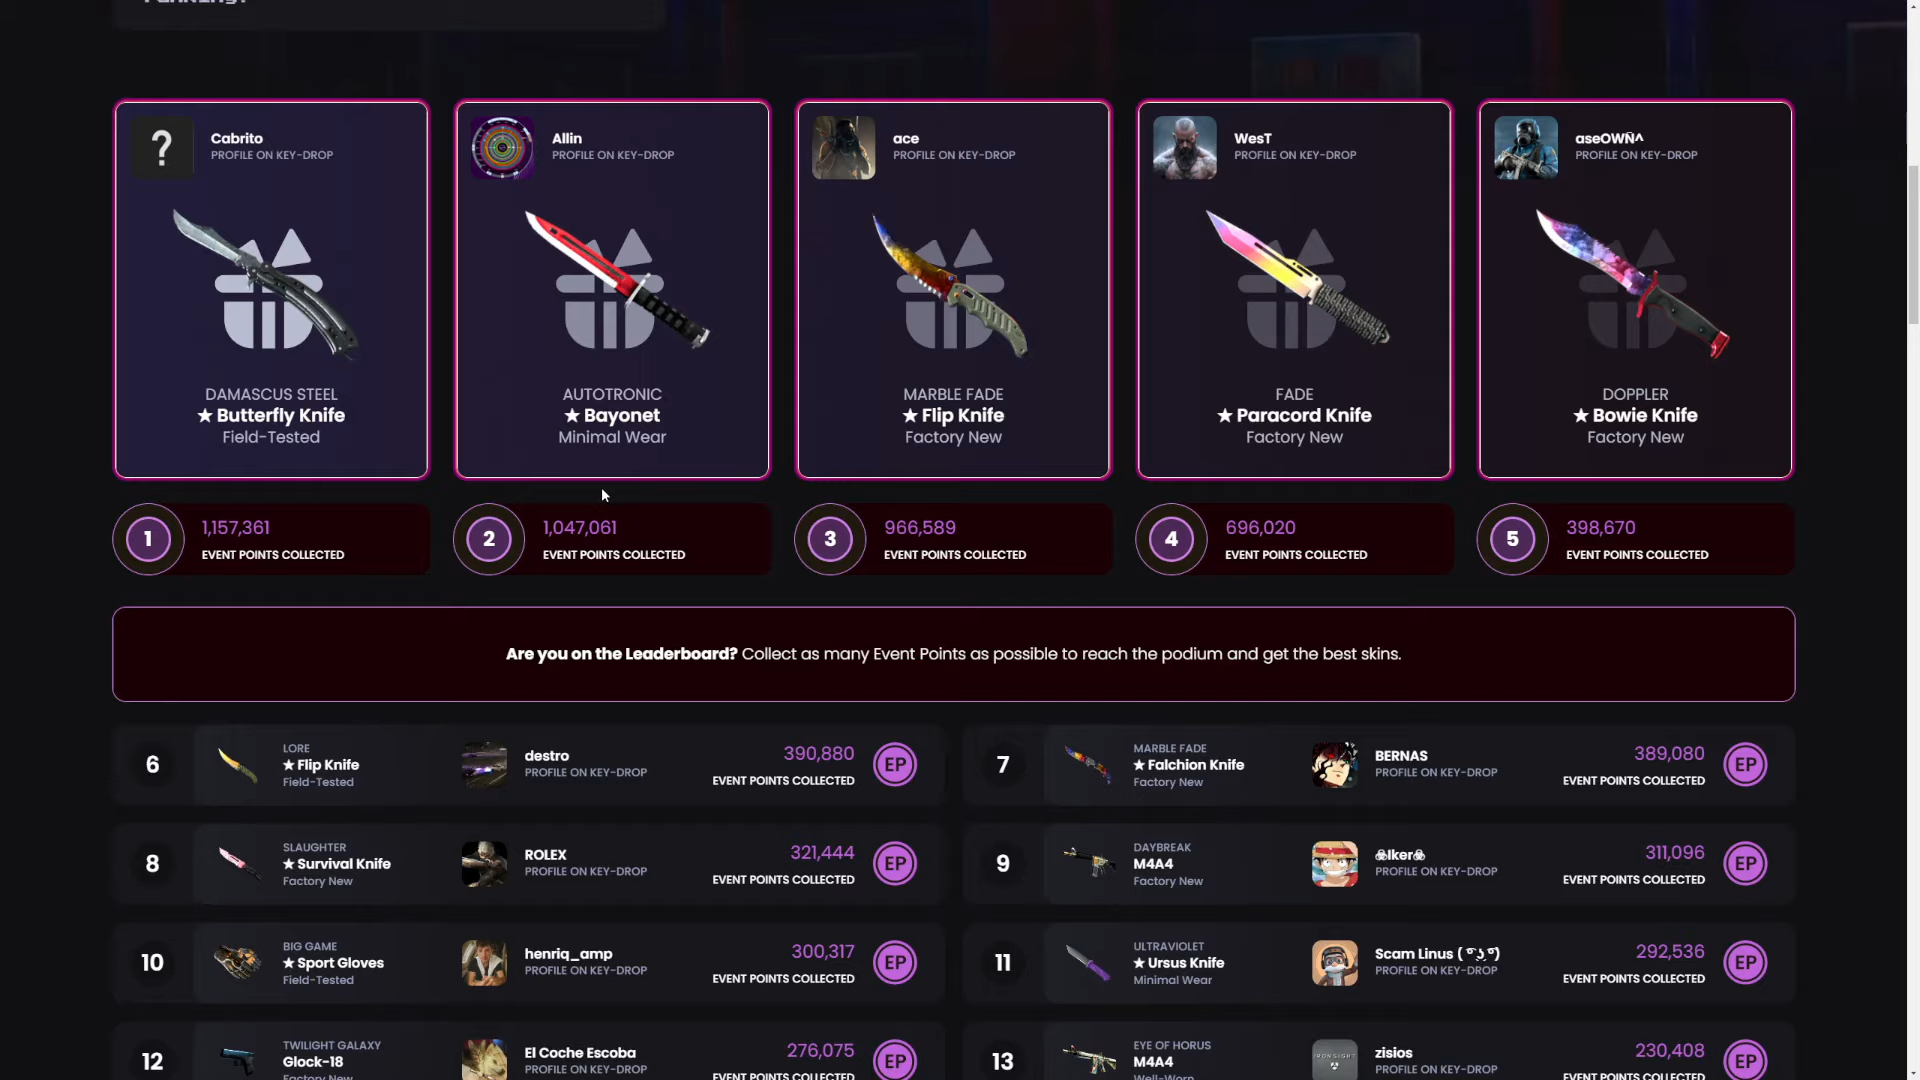 ?
Cabrito
PROFILE ON KEY-DROP
DAMASCUS STEEL
★ Butterfly Knife
Field-Tested
Allin
PROFILE ON KEY-DROP
AUTOTRONIC
★ Bayonet
Minimal Wear
ace
PROFILE ON KEY-DROP
MARBLE FADE
★ Flip Knife
Factory New
WesT
PROFILE ON KEY-DROP
FADE
★ Paracord Knife
Factory New
aseOWÑ^
PROFILE ON KEY-DROP
DOPPLER
★ Bowie Knife
Factory New
1
1,157,361
EVENT POINTS COLLECTED
2
1,047,061
EVENT POINTS COLLECTED
3
966,589
EVENT POINTS COLLECTED
4
696,020
EVENT POINTS COLLECTED
5
398,670
EVENT POINTS COLLECTED
Are you on the Leaderboard? Collect as many Event Points as possible to reach the podium and get the best skins.
6
LORE
★ Flip Knife
Field-Tested
destro
PROFILE ON KEY-DROP
390,880
EVENT POINTS COLLECTED
EP
7
MARBLE FADE
★ Falchion Knife
Factory New
BERNAS
PROFILE ON KEY-DROP
389,080
EVENT POINTS COLLECTED
EP
8
SLAUGHTER
★ Survival Knife
Factory New
ROLEX
PROFILE ON KEY-DROP
321,444
EVENT POINTS COLLECTED
EP
9
DAYBREAK
M4A4
Factory New
☣Iker☣
PROFILE ON KEY-DROP
311,096
EVENT POINTS COLLECTED
EP
10
BIG GAME
★ Sport Gloves
Field-Tested
henriq_amp
PROFILE ON KEY-DROP
300,317
EVENT POINTS COLLECTED
EP
11
ULTRAVIOLET
★ Ursus Knife
Minimal Wear
Scam Linus ( ͡° ͜ʖ ͡°)
PROFILE ON KEY-DROP
292,536
EVENT POINTS COLLECTED
EP
12
TWILIGHT GALAXY
Glock-18
Factory New
El Coche Escoba
PROFILE ON KEY-DROP
276,075
EVENT POINTS COLLECTED
EP
13
EYE OF HORUS
M4A4
Well-Worn
zisios
PROFILE ON KEY-DROP
230,408
EVENT POINTS COLLECTED
EP